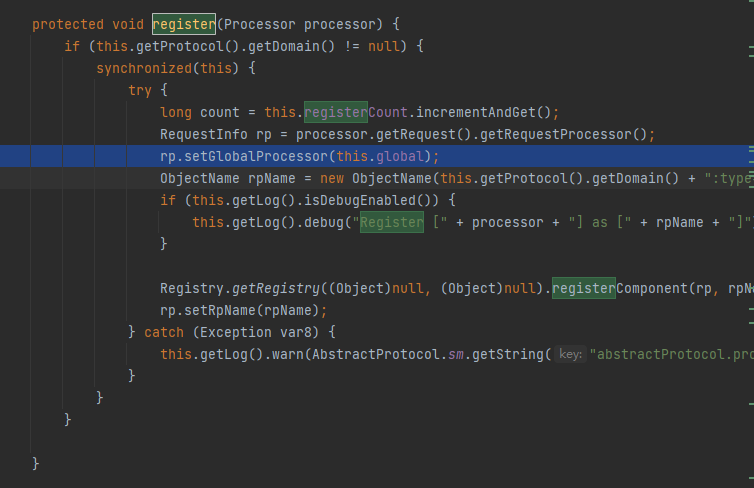 protected void register(Processor processor) {
if (this.getProtocol().getDomain() != null) {
synchronized(this) {
try {
long count = this.registerCount.incrementAndGet();
RequestInfo rp = processor.getRequest().getRequestProcessor();
rp.setGlobalProcessor(this.global);
ObjectName rpName = new ObjectName(this.getProtocol().getDomain() + ":type
if (this.getLog().isDebugEnabled()) {
this.getLog().debug("Register [" + processor + "] as [" + rpName + "]"
}
Registry.getRegistry((Object)null, (Object)null).registerComponent(rp, rpN
rp.setRpName(rpName);
} catch (Exception var8) {
this.getLog().warn(AbstractProtocol.sm.getString( key: "abstractProtocol.pro
}
}
}
}